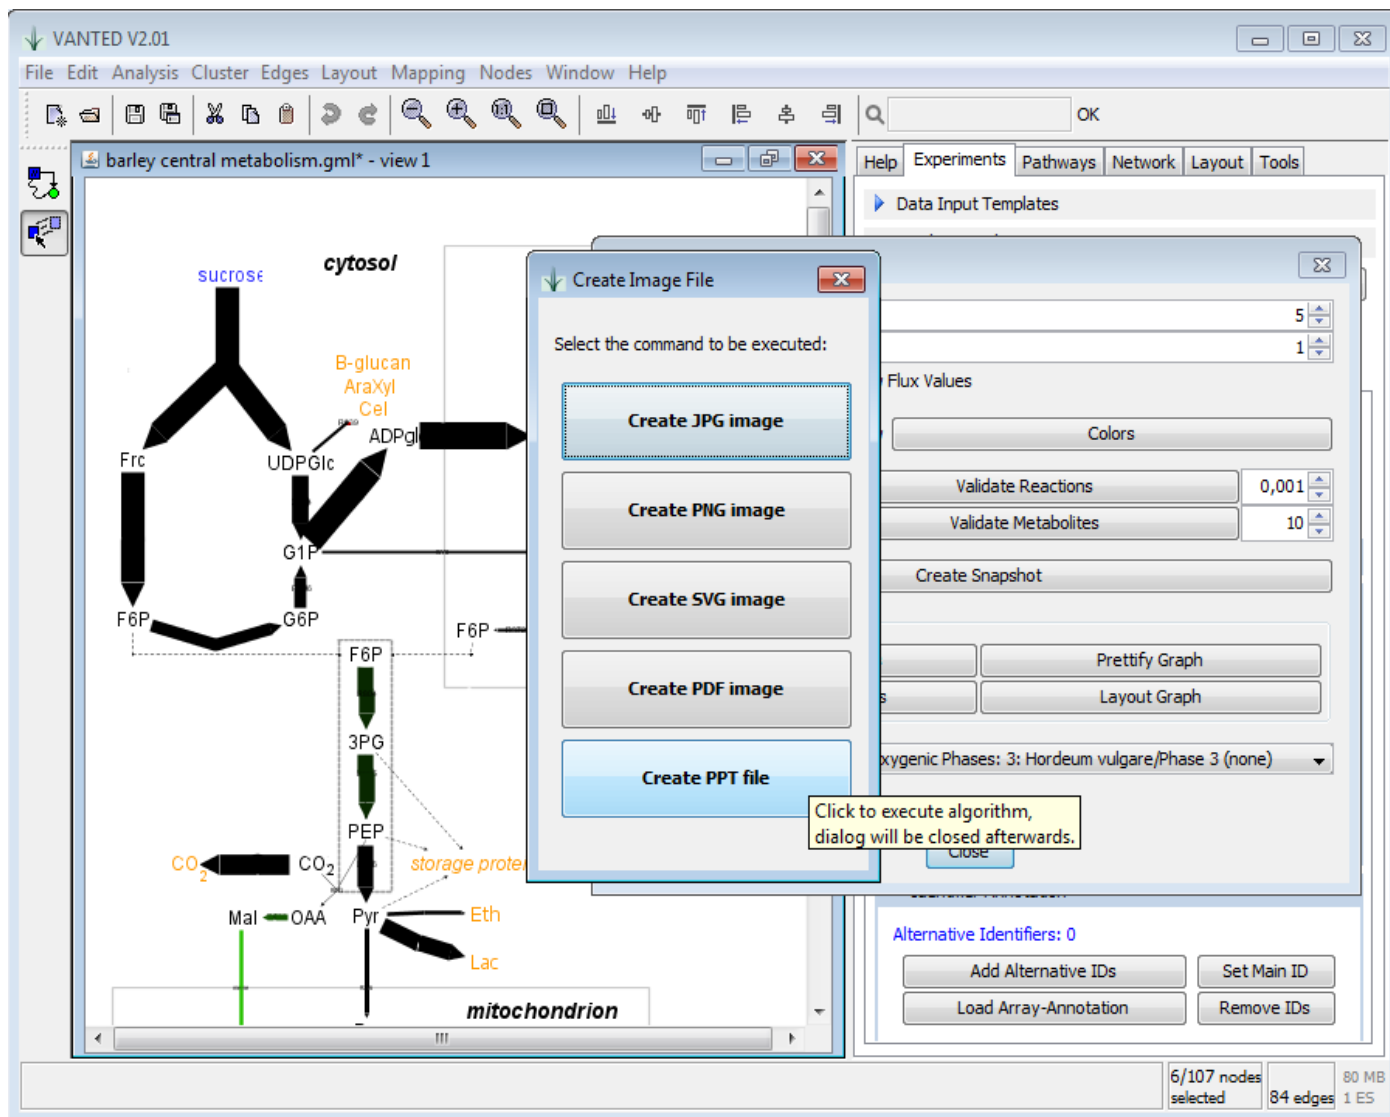 VANTED V2.01
File Edit Analysis Cluster Edges Layout Mapping Nodes Window Help
OK
barley central metabolism.gml* - view 1
Help Experiments Pathways Network Layout Tools
Data Input Templates
cytosol
sucrose
B-glucan
AraXyl
Cel
ADPgl
Frc
UDPGlc
G1P
F6P
G6P
F6P
F6P
3PG
PEP
CO2
CO2
storage protei
Mal
OAA
Pyr
Eth
Lac
mitochondrion
Create Image File
Select the command to be executed:
Create JPG image
Create PNG image
Create SVG image
Create PDF image
Create PPT file
Click to execute algorithm,
dialog will be closed afterwards.
5
1
Flux Values
Colors
Validate Reactions 0,001
Validate Metabolites 10
Create Snapshot
Prettify Graph
s Layout Graph
xygenic Phases: 3: Hordeum vulgare/Phase 3 (none)
Close
Alternative Identifiers: 0
Add Alternative IDs Set Main ID
Load Array-Annotation Remove IDs
6/107 nodes
selected
84 edges
80 MB
1 ES